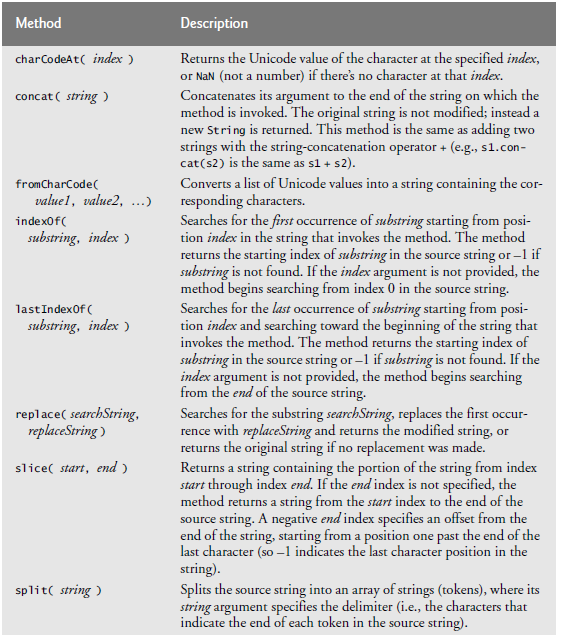 Method Description
charCodeAt( index ) Returns the Unicode value of the character at the specified index,
or NaN (not a number) if there’s no character at that index.
concat( string ) Concatenates its argument to the end of the string on which the
method is invoked. The original string is not modified; instead a
new String is returned. This method is the same as adding two
strings with the string-concatenation operator + (e.g., s1.con-
cat(s2) is the same as s1 + s2).
fromCharCode( Converts a list of Unicode values into a string containing the cor-
value1, value2, …) responding characters.
indexOf( Searches for the first occurrence of substring starting from posi-
substring, index ) tion index in the string that invokes the method. The method
returns the starting index of substring in the source string or –1 if
substring is not found. If the index argument is not provided, the
method begins searching from index 0 in the source string.
lastIndexOf( Searches for the last occurrence of substring starting from posi-
substring, index ) tion index and searching toward the beginning of the string that
invokes the method. The method returns the starting index of
substring in the source string or –1 if substring is not found. If the
index argument is not provided, the method begins searching
from the end of the source string.
replace( searchString, Searches for the substring searchString, replaces the first occur-
replaceString ) rence with replaceString and returns the modified string, or
returns the original string if no replacement was made.
slice( start, end ) Returns a string containing the portion of the string from index
start through index end. If the end index is not specified, the
method returns a string from the start index to the end of the
source string. A negative end index specifies an offset from the
end of the string, starting from a position one past the end of the
last character (so –1 indicates the last character position in the
string).
split( string ) Splits the source string into an array of strings (tokens), where its
string argument specifies the delimiter (i.e., the characters that
indicate the end of each token in the source string).